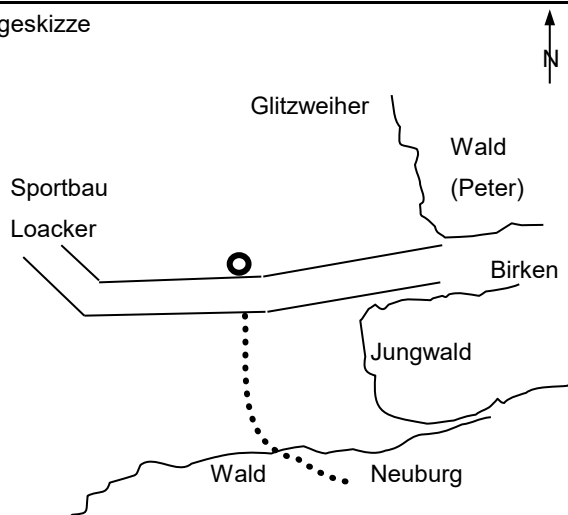 geskizze
N
Glitzweiher
Wald
(Peter)
Sportbau
Loacker
Birken
Jungwald
Wald
Neuburg